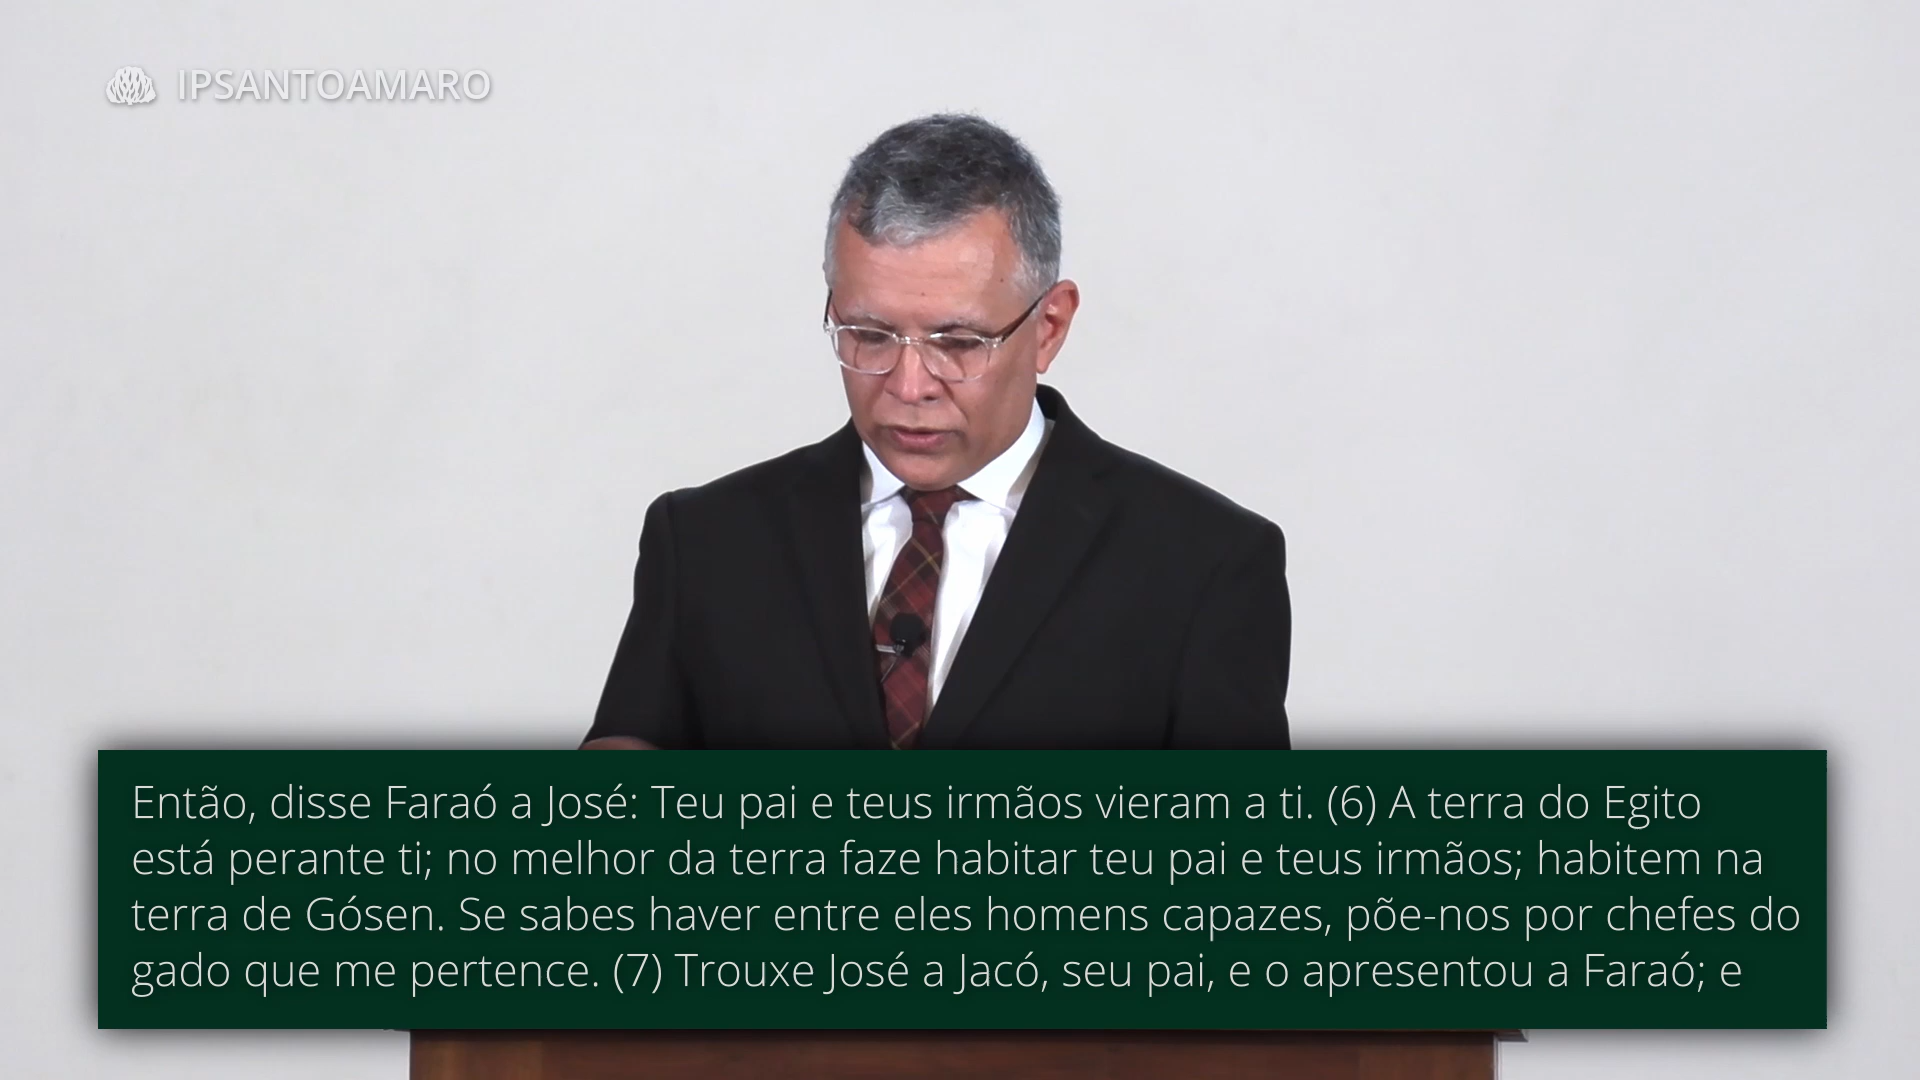 IPSANTOAMARO
Então, disse Faraó a José: Teu pai e teus irmãos vieram a ti. (6) A terra do Egito
está perante ti; no melhor da terra faze habitar teu pai e teus irmãos; habitem na
terra de Gósen. Se sabes haver entre eles homens capazes, põe-nos por chefes do
gado que me pertence. (7) Trouxe José a Jacó, seu pai, e o apresentou a Faraó; e